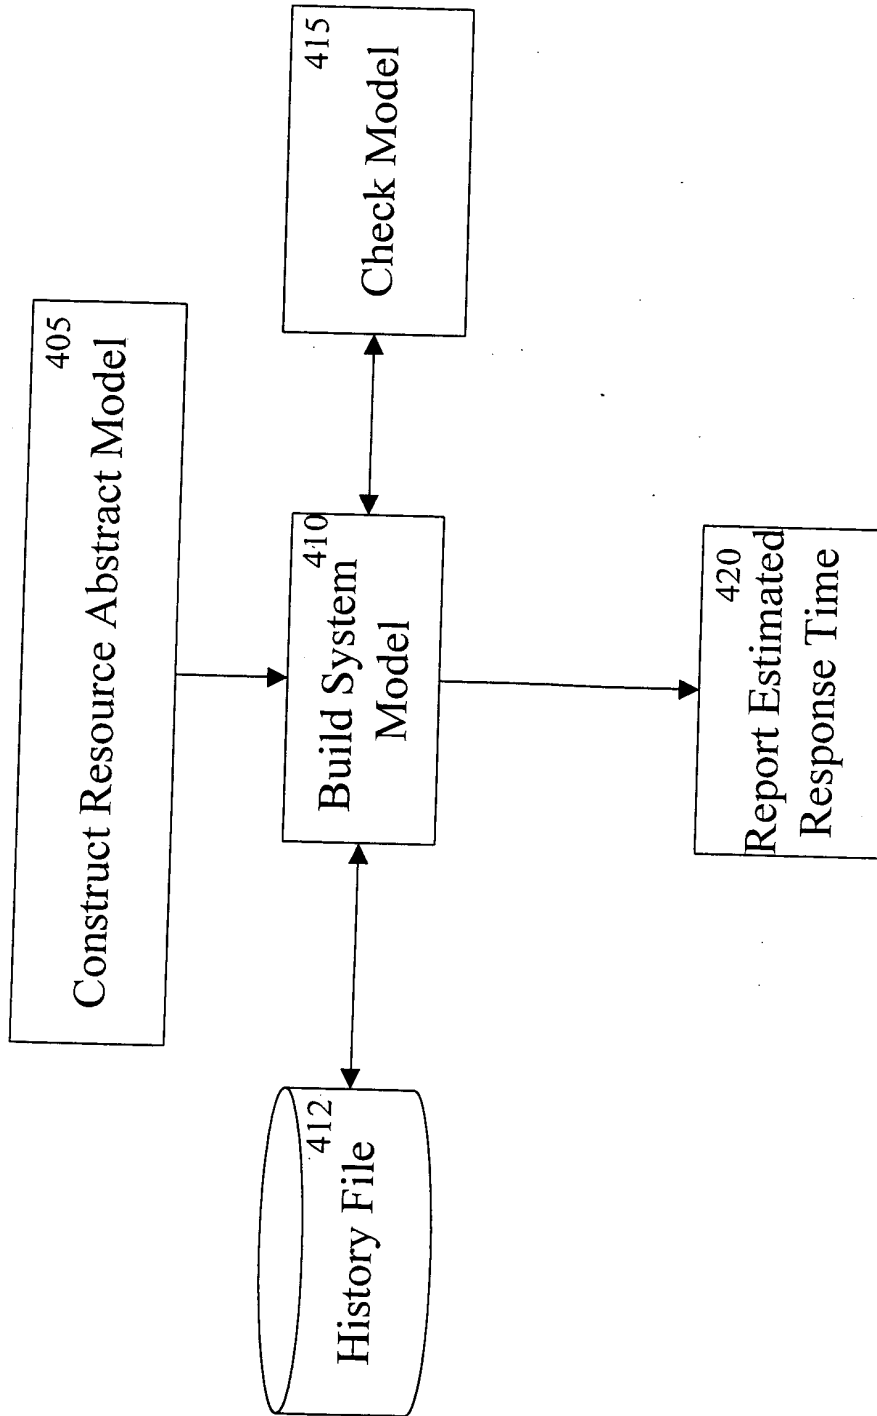 405
Construct Resource Abstract Model
412
History File
410
Build System
Model
415
Check Model
420
Report Estimated
Response Time